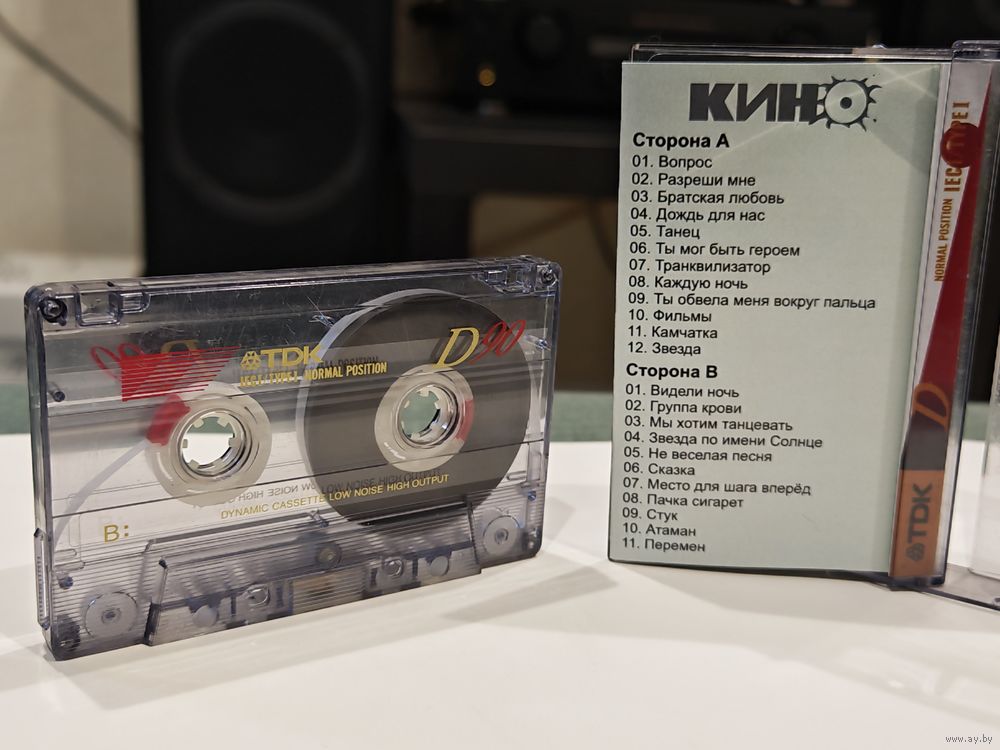 TDK
D90
IECI/TYPE I NORMAL POSITION
DYNAMIC CASSETTE LOW NOISE HIGH OUTPUT
B:
КИНО
Сторона А
01. Вопрос
02. Разреши мне
03. Братская любовь
04. Дождь для нас
05. Танец
06. Ты мог быть героем
07. Транквилизатор
08. Каждую ночь
09. Ты обвела меня вокруг пальца
10. Фильмы
11. Камчатка
12. Звезда
Сторона В
01. Видели ночь
02. Группа крови
03. Мы хотим танцевать
04. Звезда по имени Солнце
05. Не веселая песня
06. Сказка
07. Место для шага вперёд
08. Пачка сигарет
09. Стук
10. Атаман
11. Перемен
NORMAL POSITION
TYPE I
D
TDK
www.ay.by